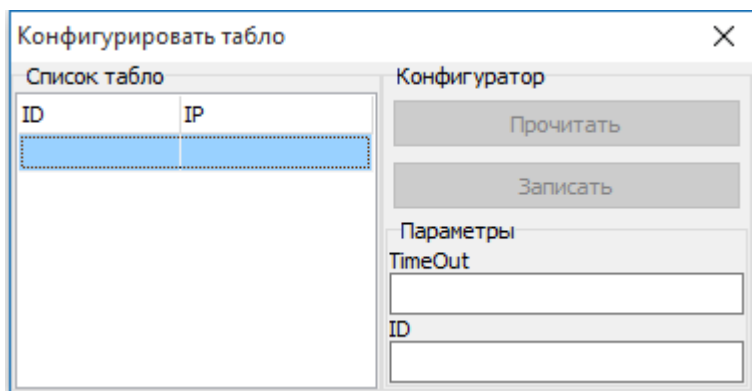 Конфигурировать табло
Список табло
ID IP
Конфигуратор
Прочитать
Записать
Параметры
TimeOut
ID